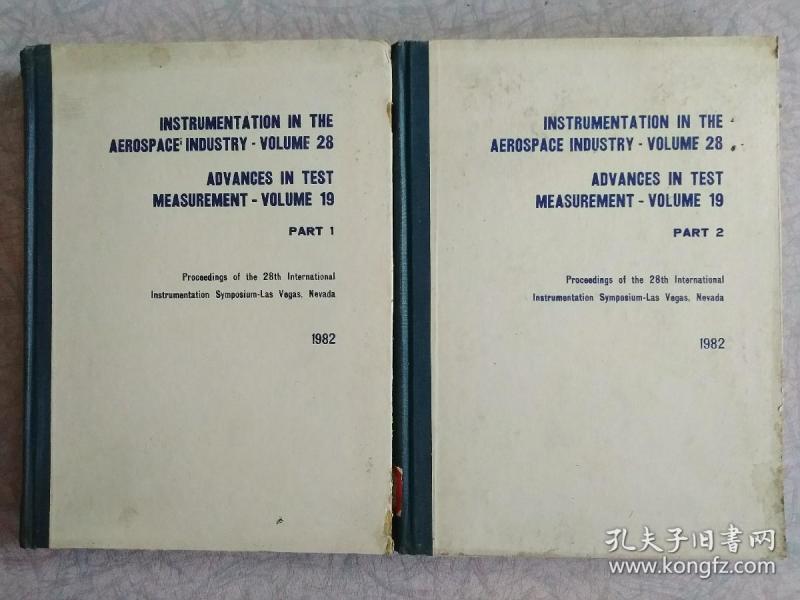 INSTRUMENTATION IN THE
AEROSPACE INDUSTRY - VOLUME 28
ADVANCES IN TEST
MEASUREMENT - VOLUME 19
PART 1
Proceedings of the 28th International
Instrumentation Symposium-Las Vegas, Nevada
1982
INSTRUMENTATION IN THE
AEROSPACE INDUSTRY - VOLUME 28
ADVANCES IN TEST
MEASUREMENT - VOLUME 19
PART 2
Proceedings of the 28th International
Instrumentation Symposium-Las Vegas, Nevada
1982
孔夫子旧書网
www.kongfz.com